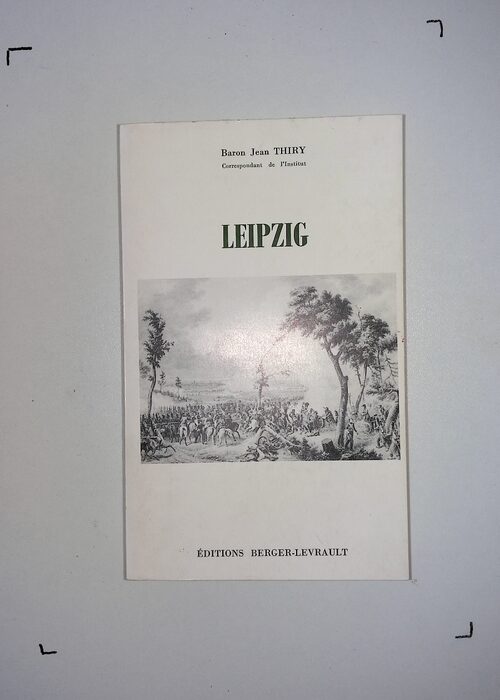 Baron Jean THIRY
Correspondant de l'Institut
LEIPZIG
ÉDITIONS BERGER-LEVRAULT